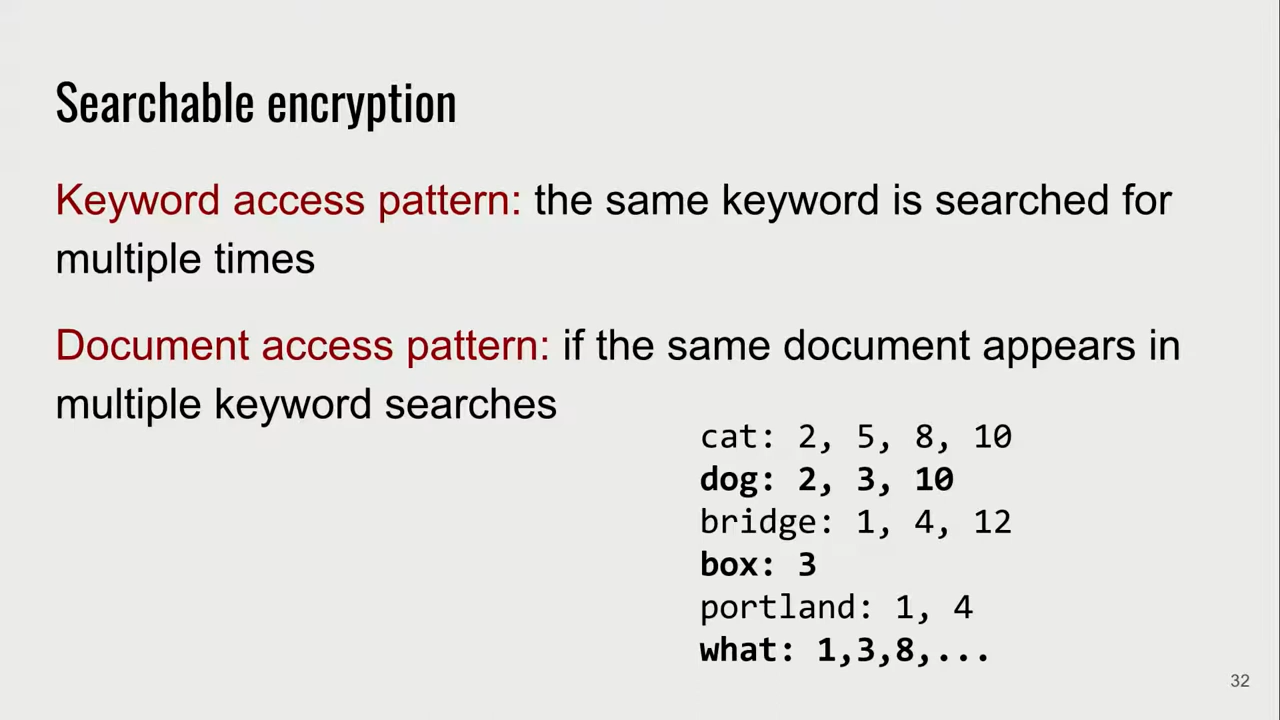 Searchable encryption
Keyword access pattern: the same keyword is searched for
multiple times
Document access pattern: if the same document appears in
multiple keyword searches
cat: 2, 5, 8, 10
dog: 2, 3, 10
bridge: 1, 4, 12
box: 3
portland: 1, 4
what: 1,3,8,...
32